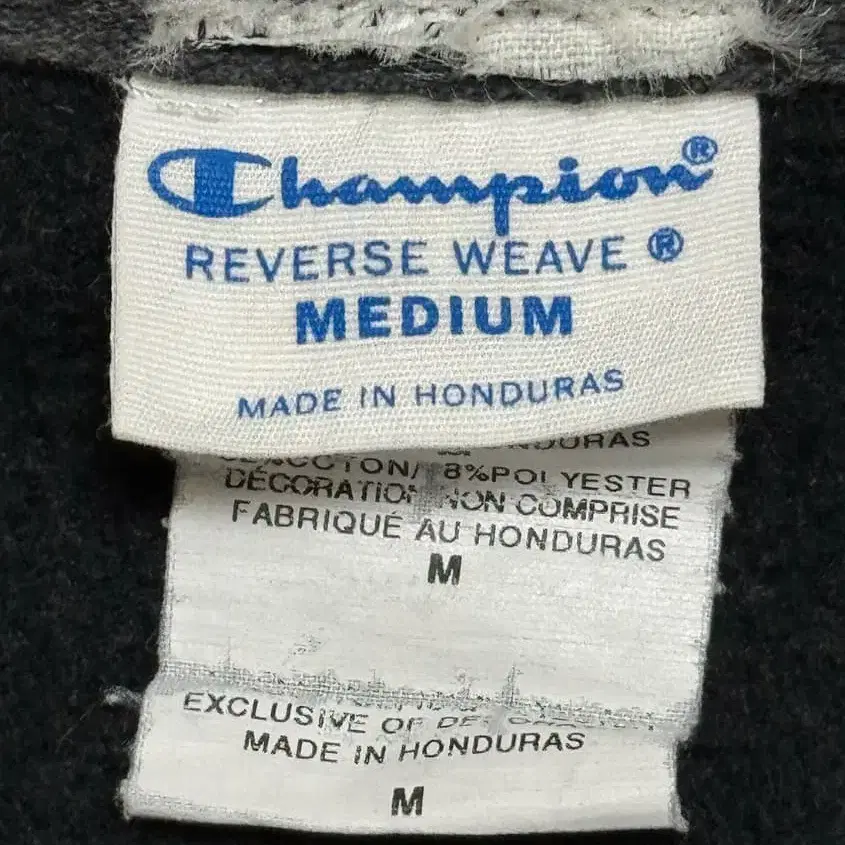 Champion®
REVERSE WEAVE ®
MEDIUM
MADE IN HONDURAS
8%POLYESTER
DÉCORATION NON COMPRISE
FABRIQUÉ AU HONDURAS
M
EXCLUSIVE OF
MADE IN HONDURAS
M